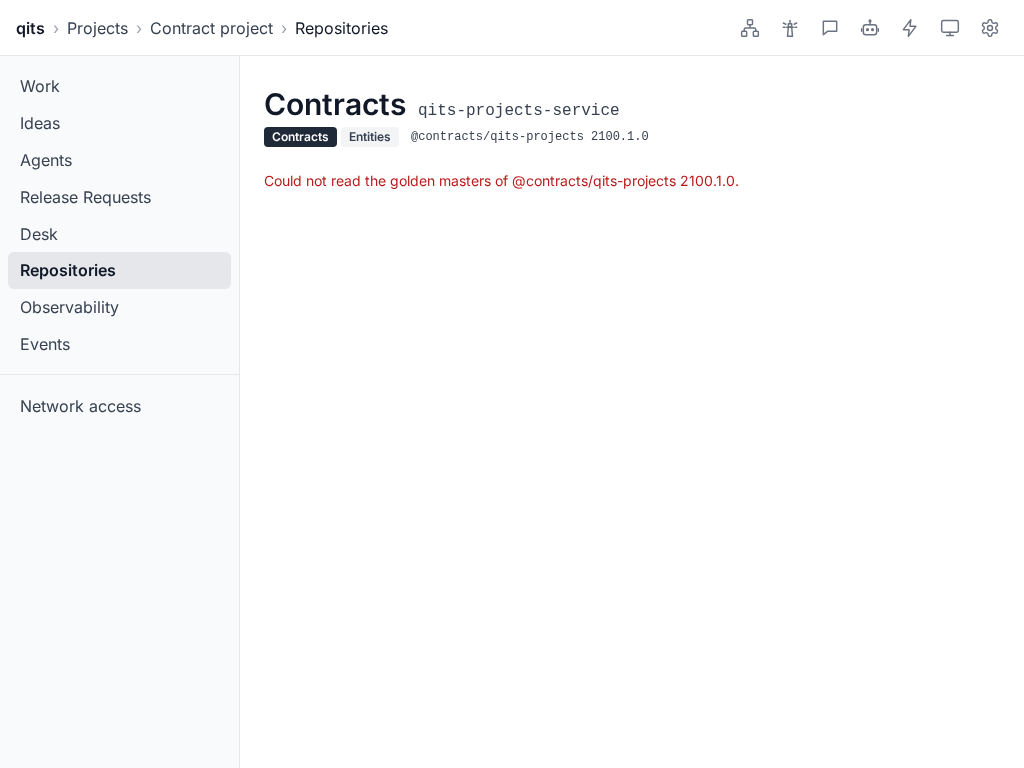 qits › Projects › Contract project › Repositories
Work
Ideas
Agents
Release Requests
Desk
Repositories
Observability
Events
Network access
Contracts qits-projects-service
Contracts Entities @contracts/qits-projects 2100.1.0
Could not read the golden masters of @contracts/qits-projects 2100.1.0.